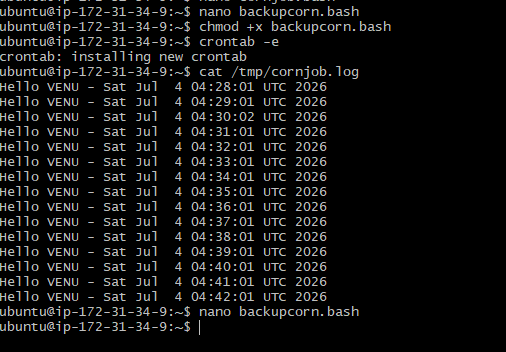 ubuntu@ip-172-31-34-9:~$ nano backupcorn.bash
ubuntu@ip-172-31-34-9:~$ chmod +x backupcorn.bash
ubuntu@ip-172-31-34-9:~$ crontab -e
crontab: installing new crontab
ubuntu@ip-172-31-34-9:~$ cat /tmp/cornjob.log
Hello VENU - Sat Jul  4 04:28:01 UTC 2026
Hello VENU - Sat Jul  4 04:29:01 UTC 2026
Hello VENU - Sat Jul  4 04:30:02 UTC 2026
Hello VENU - Sat Jul  4 04:31:01 UTC 2026
Hello VENU - Sat Jul  4 04:32:01 UTC 2026
Hello VENU - Sat Jul  4 04:33:01 UTC 2026
Hello VENU - Sat Jul  4 04:34:01 UTC 2026
Hello VENU - Sat Jul  4 04:35:01 UTC 2026
Hello VENU - Sat Jul  4 04:36:01 UTC 2026
Hello VENU - Sat Jul  4 04:37:01 UTC 2026
Hello VENU - Sat Jul  4 04:38:01 UTC 2026
Hello VENU - Sat Jul  4 04:39:01 UTC 2026
Hello VENU - Sat Jul  4 04:40:01 UTC 2026
Hello VENU - Sat Jul  4 04:41:01 UTC 2026
Hello VENU - Sat Jul  4 04:42:01 UTC 2026
ubuntu@ip-172-31-34-9:~$ nano backupcorn.bash
ubuntu@ip-172-31-34-9:~$